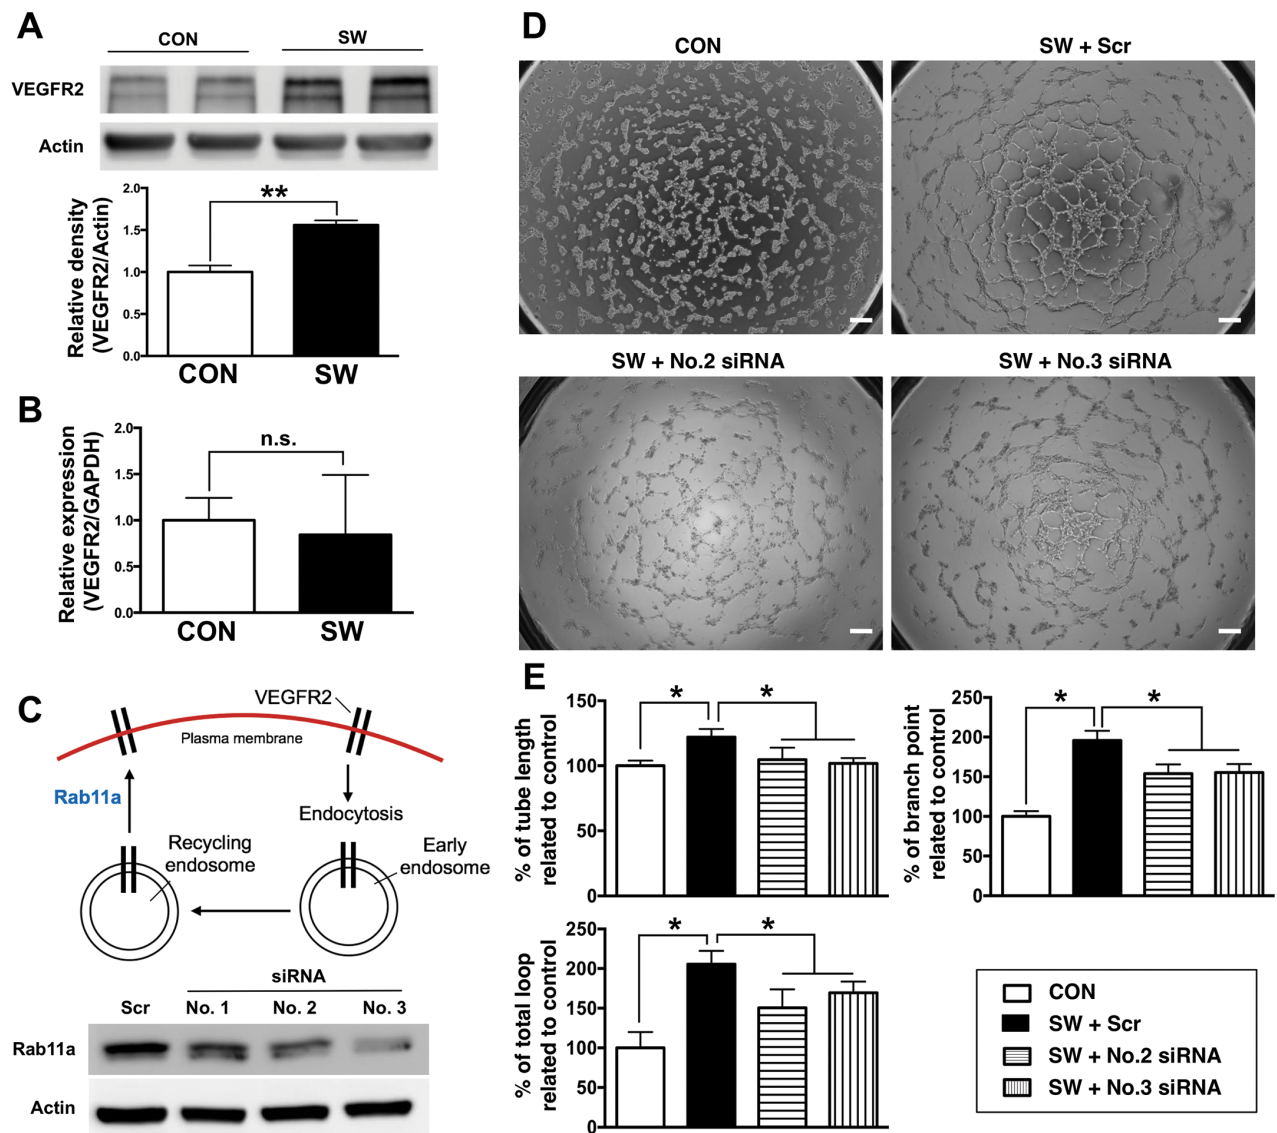 A
CON
SW
VEGFR2
Actin
2.0
1.5
1.0
0.5
0.0
Relative density
(VEGFR2/Actin)
**
CON
SW
B
2.0
1.5
1.0
0.5
0.0
Relative expression
(VEGFR2/GAPDH)
n.s.
CON
SW
C
VEGFR2
Plasma membrane
Rab11a
Endocytosis
Recycling
endosome
Early
endosome
siRNA
Scr
No. 1
No. 2
No. 3
Rab11a
Actin
D
CON
SW + Scr
SW + No.2 siRNA
SW + No.3 siRNA
E
150
100
50
0
% of tube length
related to control
*
*
250
200
150
100
50
0
% of branch point
related to control
*
*
250
200
150
100
50
0
% of total loop
related to control
*
*
CON
SW + Scr
SW + No.2 siRNA
SW + No.3 siRNA